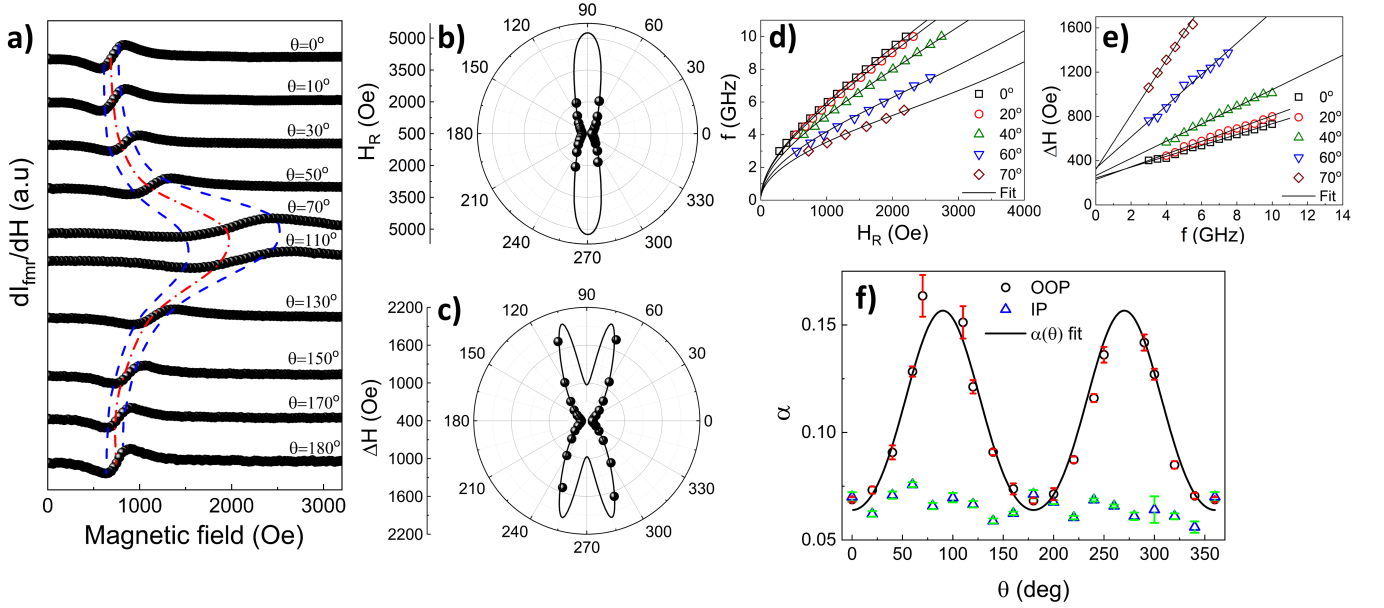 a)
dI_fmr/dH (a.u)
θ=0°
θ=10°
θ=30°
θ=50°
θ=70°
θ=110°
θ=130°
θ=150°
θ=170°
θ=180°
0 1000 2000 3000
Magnetic field (Oe)
b)
H_R (Oe)
5000
3500
2000
500
2000
3500
5000
90
120 60
150 30
180 0
210 330
240 300
270
c)
ΔH (Oe)
2200
1600
1000
400
1000
1600
2200
90
120 60
150 30
180 0
210 330
240 300
270
d)
f (GHz)
10
8
6
4
2
0
0 1000 2000 3000 4000
H_R (Oe)
0°
20°
40°
60°
70°
Fit
e)
ΔH (Oe)
1600
1200
800
400
0
0 2 4 6 8 10 12 14
f (GHz)
0°
20°
40°
60°
70°
Fit
f)
OOP
IP
α(θ) fit
α
0.15
0.10
0.05
0 50 100 150 200 250 300 350
θ (deg)